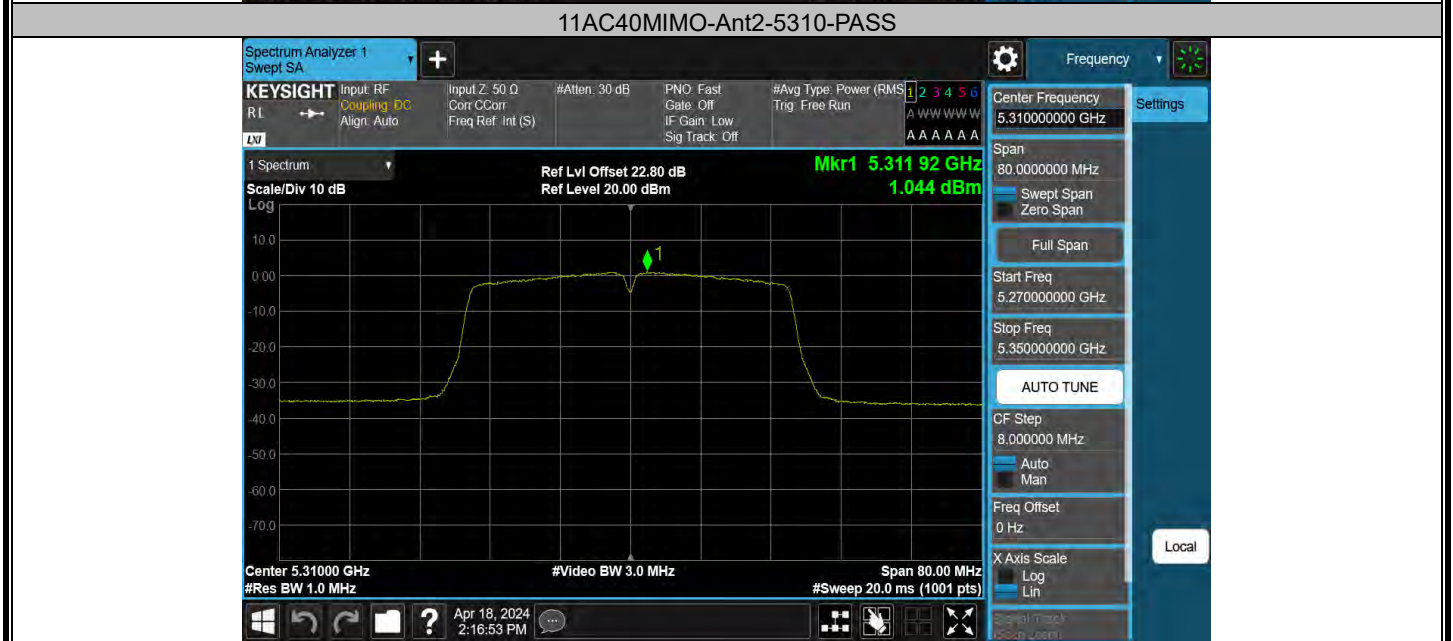 11AC40MIMO-Ant2-5310-PASS
Spectrum Analyzer 1
Swept SA
+
Frequency
KEYSIGHT
RL
LXI
Input: RF
Coupling: DC
Align: Auto
Input Z: 50 Ω
Corr CCorr
Freq Ref: Int (S)
#Atten: 30 dB
PNO: Fast
Gate: Off
IF Gain: Low
Sig Track: Off
#Avg Type: Power (RMS
Trig: Free Run
1 2 3 4 5 6
A W W W W W
A A A A A A
1 Spectrum
Scale/Div 10 dB
Log
Ref Lvl Offset 22.80 dB
Ref Level 20.00 dBm
Mkr1 5.311 92 GHz
1.044 dBm
1
10.0
0.00
-10.0
-20.0
-30.0
-40.0
-50.0
-60.0
-70.0
Center 5.31000 GHz
#Res BW 1.0 MHz
#Video BW 3.0 MHz
Span 80.00 MHz
#Sweep 20.0 ms (1001 pts)
Center Frequency
5.310000000 GHz
Settings
Span
80.0000000 MHz
Swept Span
Zero Span
Full Span
Start Freq
5.270000000 GHz
Stop Freq
5.350000000 GHz
AUTO TUNE
CF Step
8.000000 MHz
Auto
Man
Freq Offset
0 Hz
X Axis Scale
Log
Lin
Local
Signal Track
(Span Zoom)
?
Apr 18, 2024
2:16:53 PM